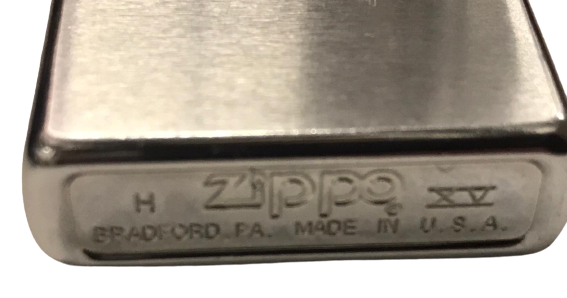 H Zippo® XV
BRADFORD.PA. MADE IN U.S.A.